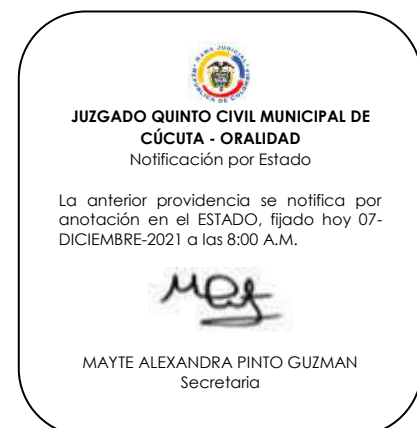 JUZGADO QUINTO CIVIL MUNICIPAL DE
CÚCUTA - ORALIDAD
Notificación por Estado
La anterior providencia se notifica por
anotación en el ESTADO, fijado hoy 07-
DICIEMBRE-2021 a las 8:00 A.M.
MAYTE ALEXANDRA PINTO GUZMAN
Secretaria